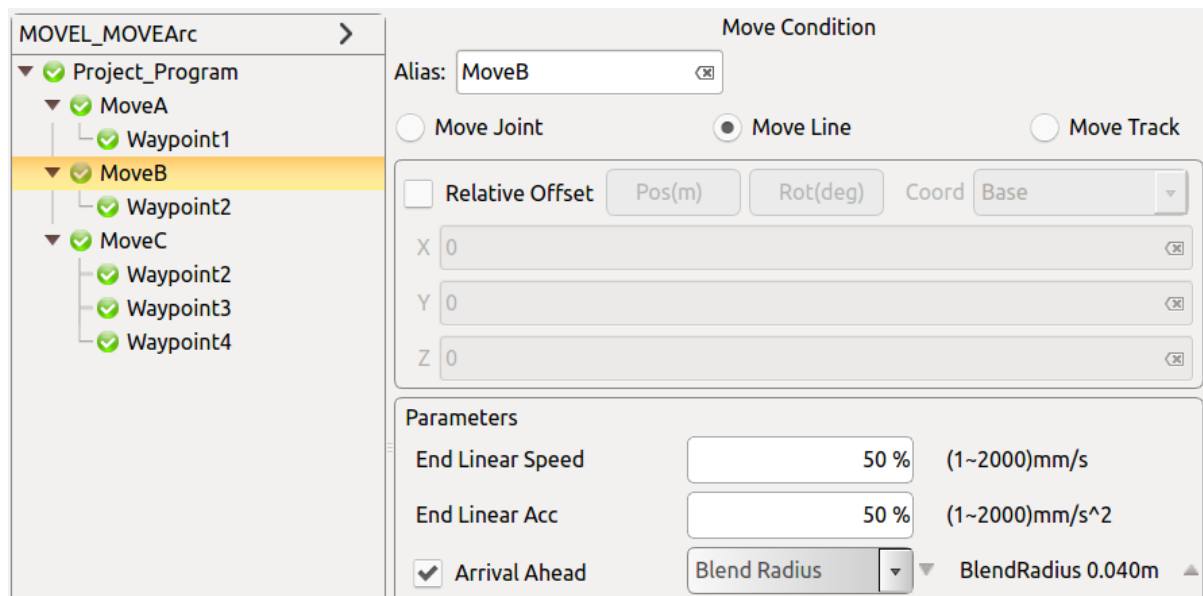 MOVEL_MOVEArc
Project_Program
MoveA
Waypoint1
MoveB
Waypoint2
MoveC
Waypoint2
Waypoint3
Waypoint4
Move Condition
Alias: MoveB
Move Joint Move Line Move Track
Relative Offset Pos(m) Rot(deg) Coord Base
X 0
Y 0
Z 0
Parameters
End Linear Speed 50 % (1~2000)mm/s
End Linear Acc 50 % (1~2000)mm/s^2
Arrival Ahead Blend Radius BlendRadius 0.040m